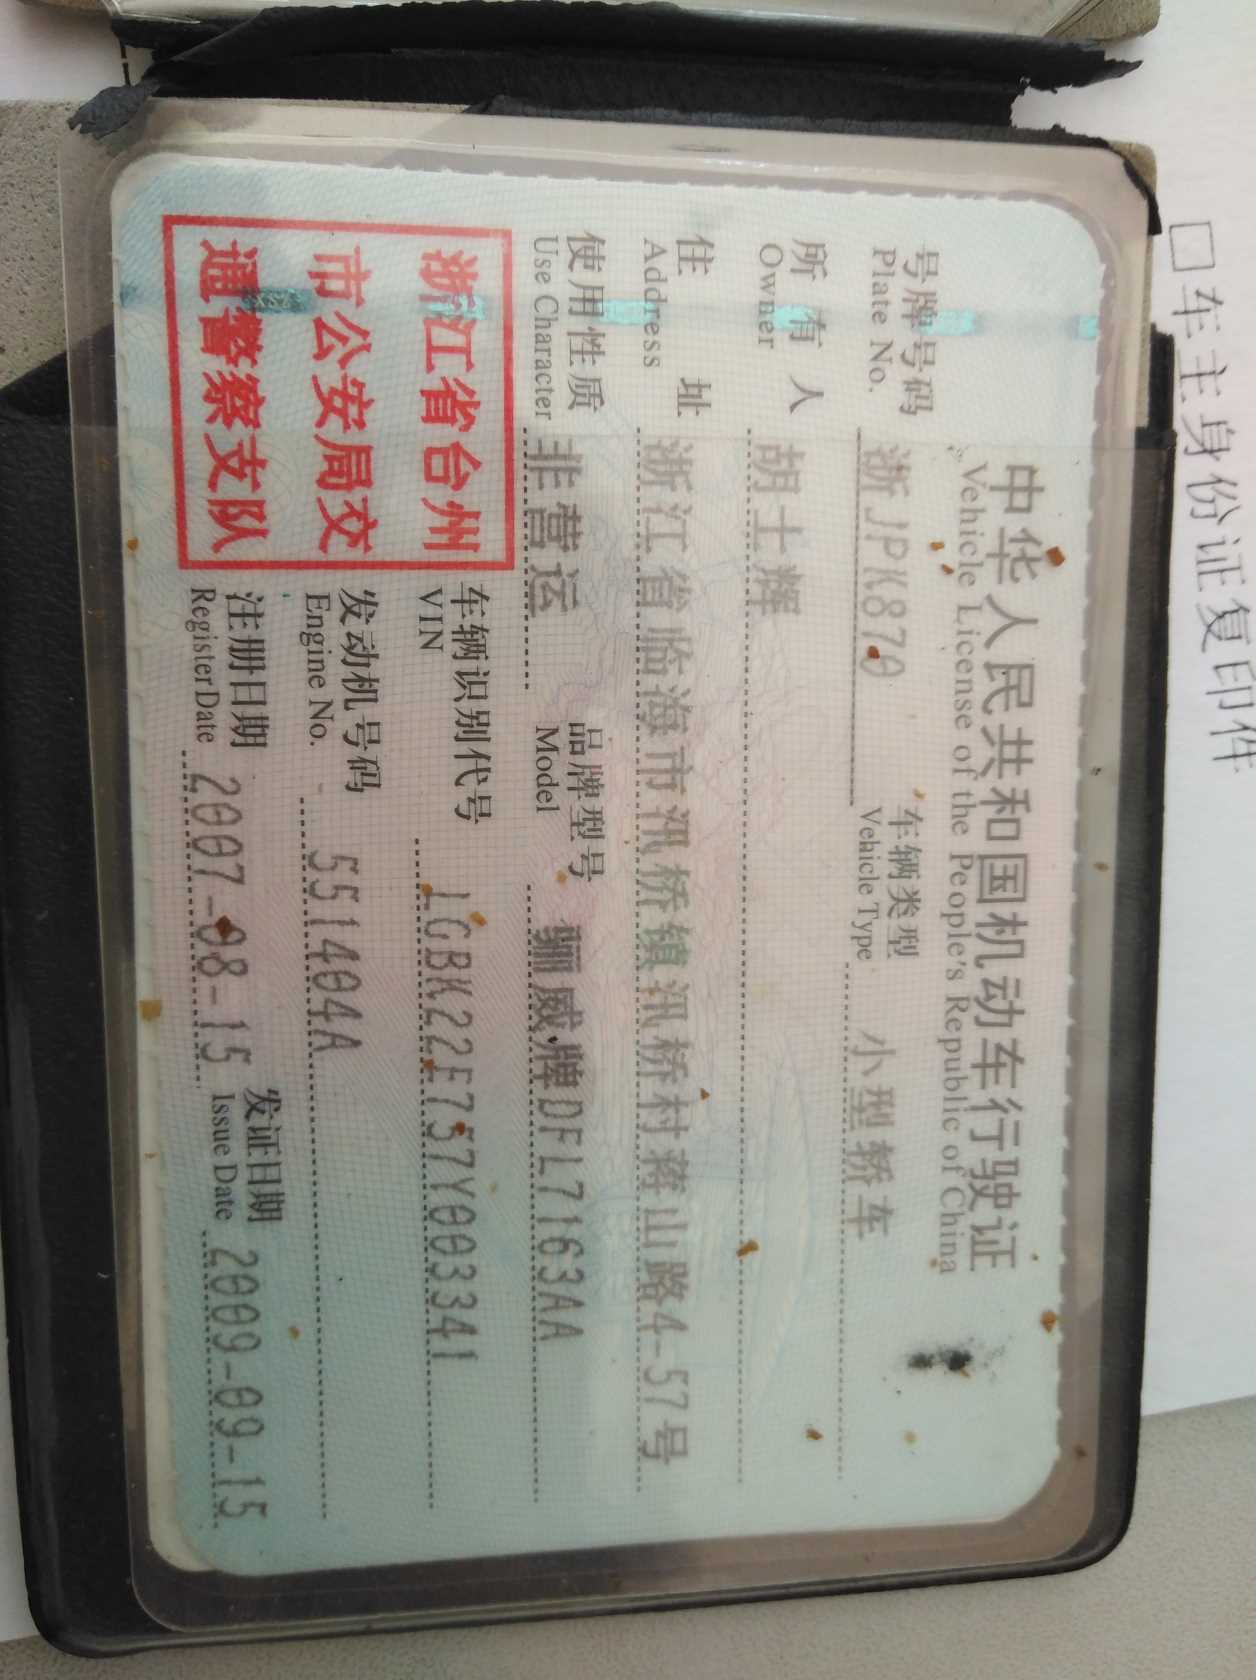 □车主身份证复印件
中华人民共和国机动车行驶证
Vehicle License of the People's Republic of China
号牌号码 浙JPK870 车辆类型 小型轿车
Plate No. Vehicle Type
所有人 胡士辉
Owner
住址 浙江省临海市汛桥镇汛桥村蒋山路4-57号
Address
使用性质 非营运 品牌型号 骊威牌DFL7163AA
Use Character Model
浙江省台州
市公安局交
通警察支队
车辆识别代号 LGBK22E757Y003341
VIN
发动机号码 551404A
Engine No.
注册日期 2007-08-15 发证日期 2009-09-15
Register Date Issue Date